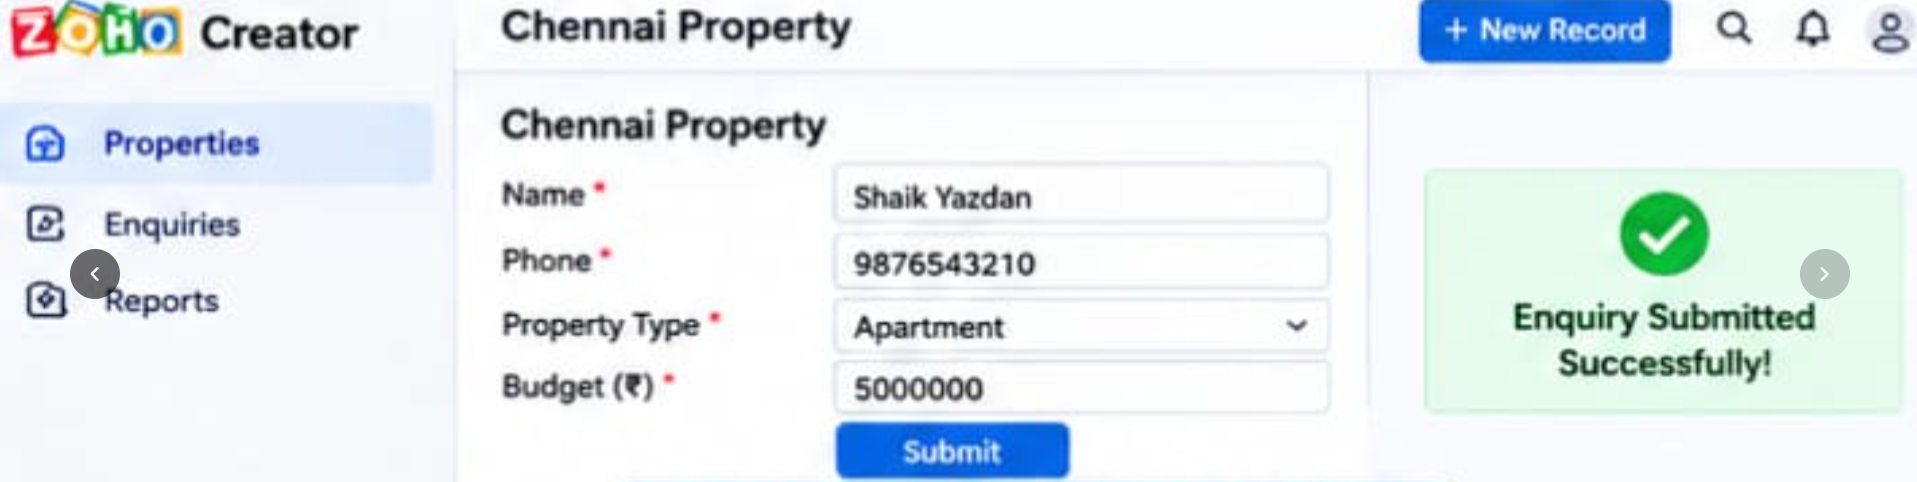 ZOHO Creator
Properties
Enquiries
Reports
Chennai Property
+ New Record
Chennai Property
Name * Shaik Yazdan
Phone * 9876543210
Property Type * Apartment
Budget (₹) * 5000000
Submit
Enquiry Submitted
Successfully!